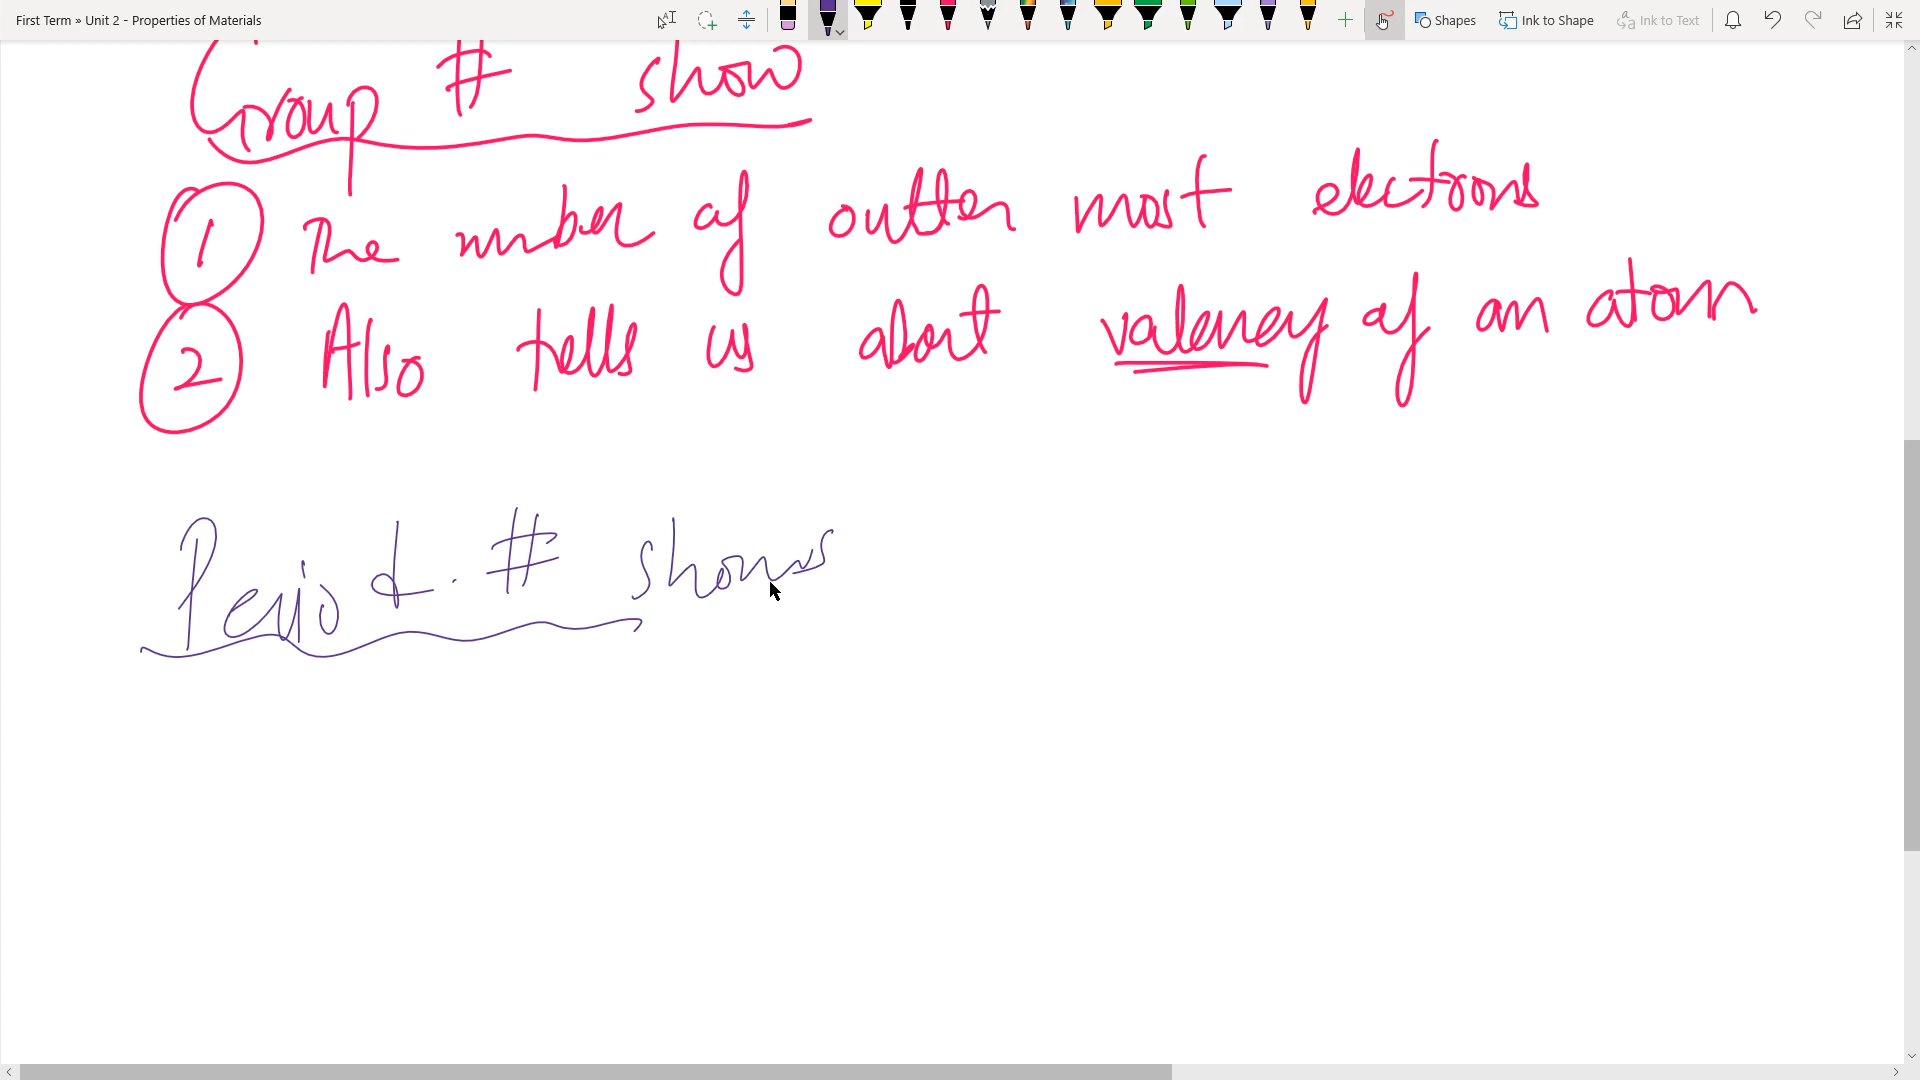 First Term » Unit 2 - Properties of Materials Shapes Ink to Shape Ink to Text
Group # show
1 The number of outter most electrons
2 Also tells us about valency of an atom
Period. # shows